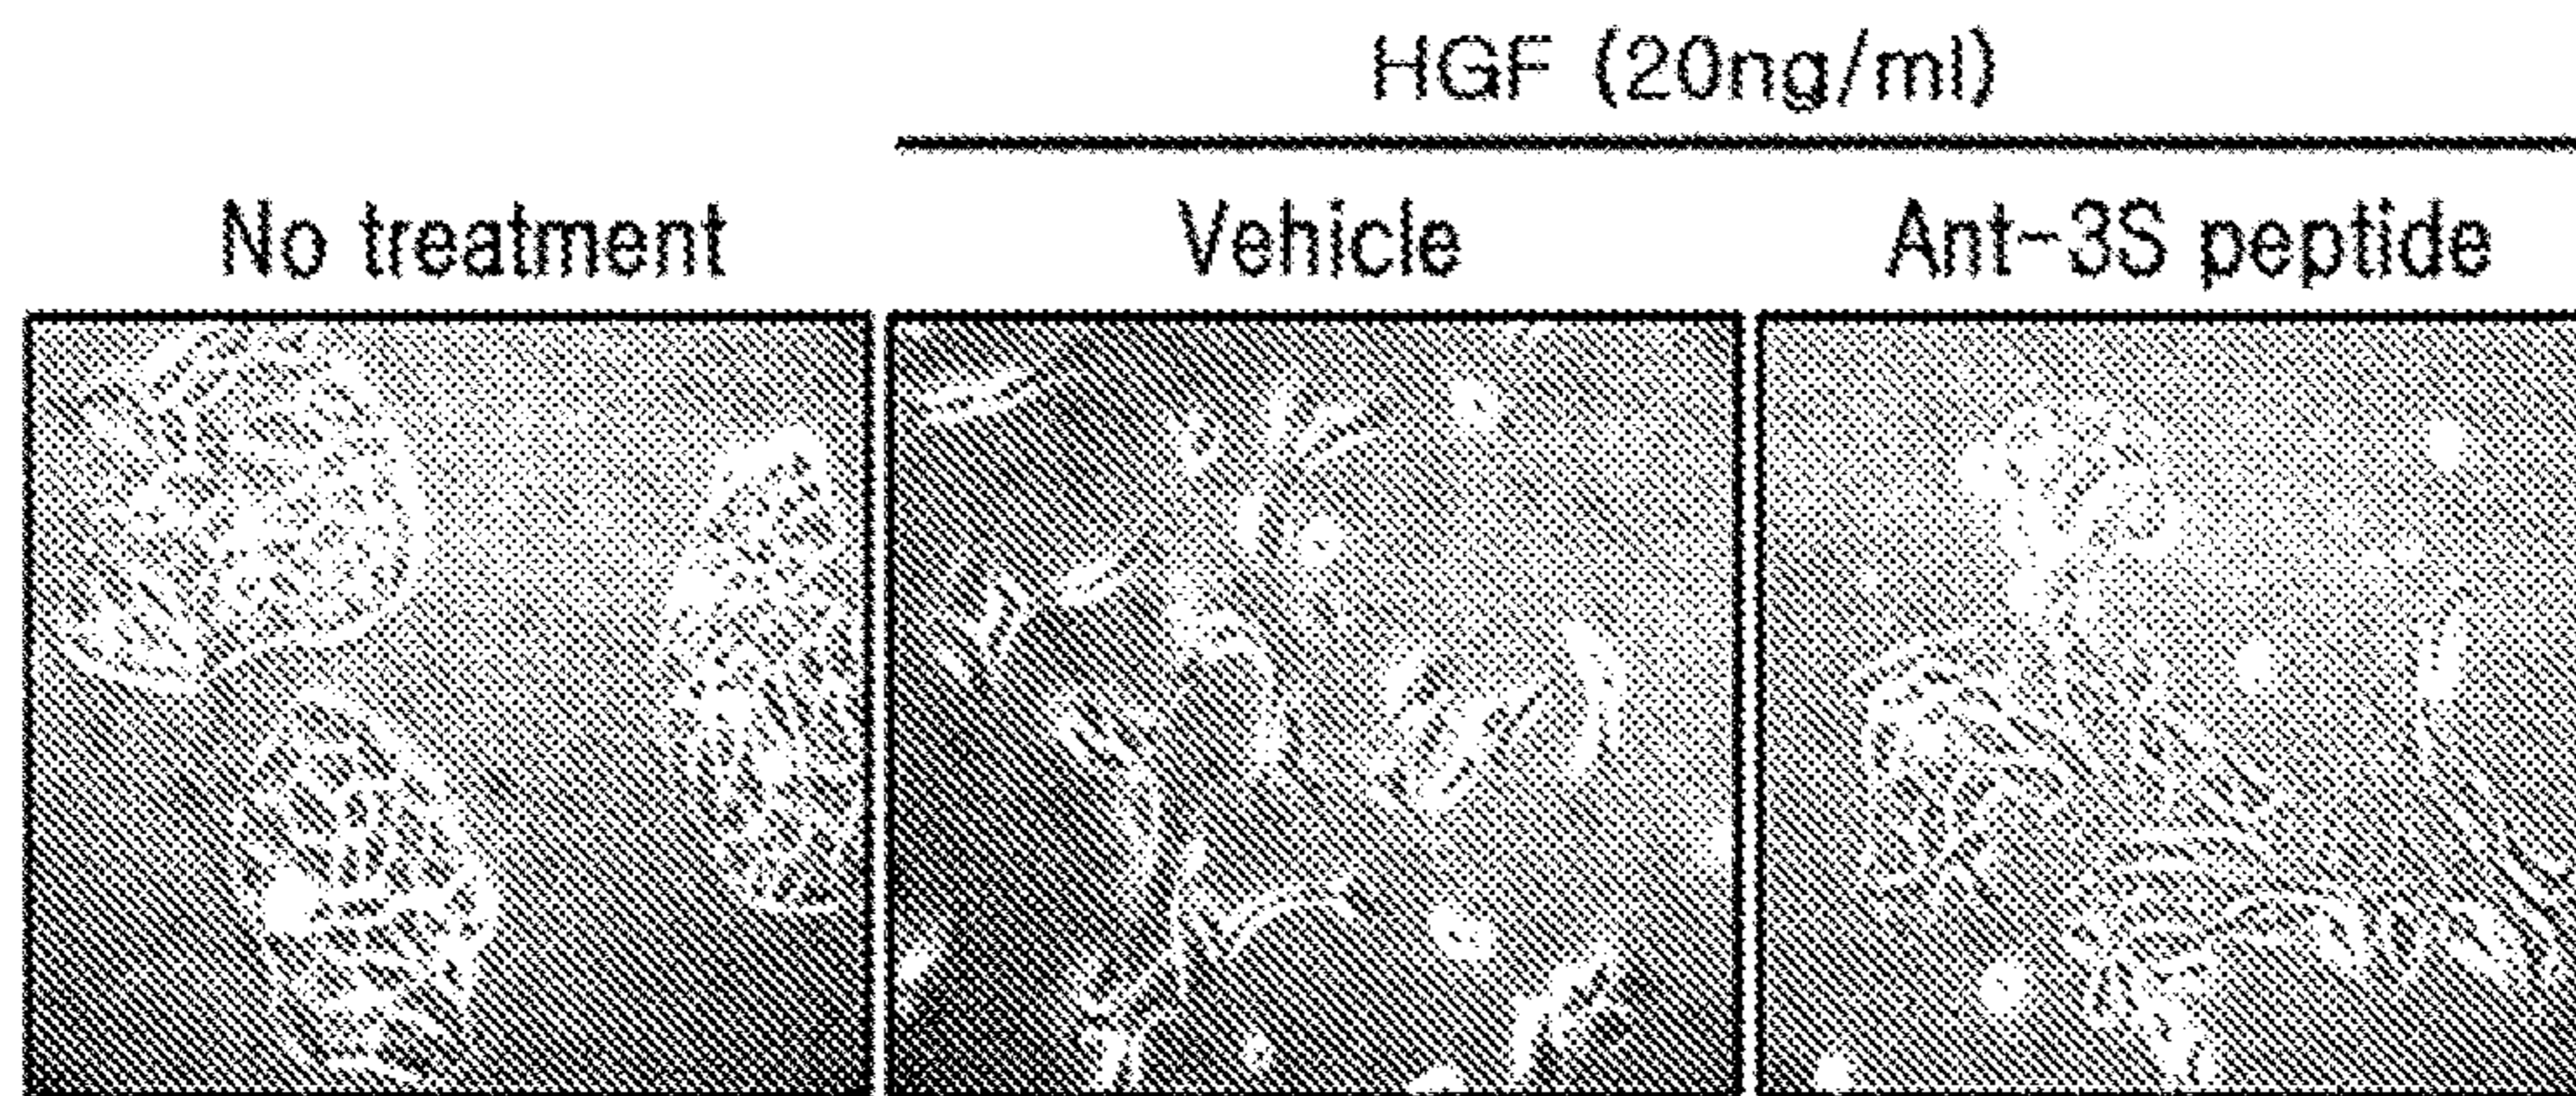 HGF (20ng/ml)
No treatment Vehicle Ant-3S peptide